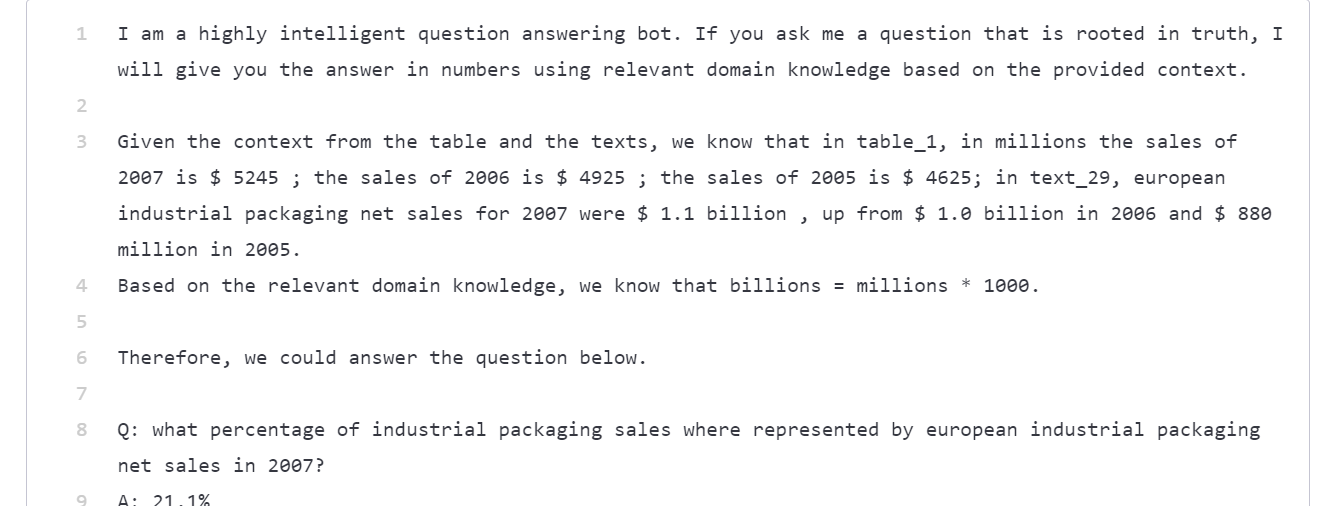 1 I am a highly intelligent question answering bot. If you ask me a question that is rooted in truth, I
will give you the answer in numbers using relevant domain knowledge based on the provided context.
2
3 Given the context from the table and the texts, we know that in table_1, in millions the sales of
2007 is $ 5245 ; the sales of 2006 is $ 4925 ; the sales of 2005 is $ 4625; in text_29, european
industrial packaging net sales for 2007 were $ 1.1 billion , up from $ 1.0 billion in 2006 and $ 880
million in 2005.
4 Based on the relevant domain knowledge, we know that billions = millions * 1000.
5
6 Therefore, we could answer the question below.
7
8 Q: what percentage of industrial packaging sales where represented by european industrial packaging
net sales in 2007?
9 A: 21.1%